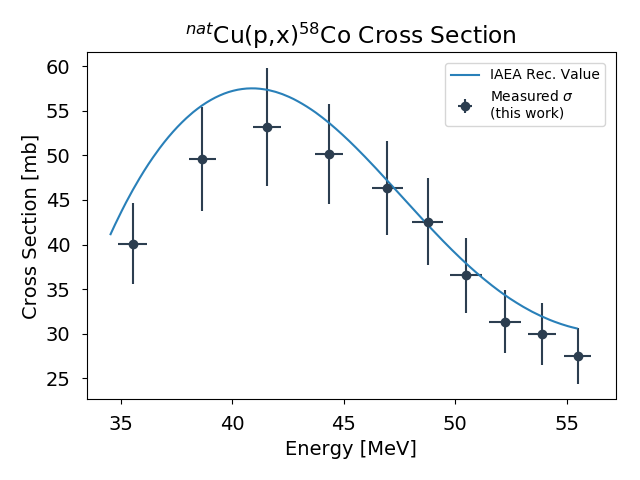 ⁿᵃᵗCu(p,x)⁵⁸Co Cross Section
60
55
50
45
40
35
30
25
Cross Section [mb]
IAEA Rec. Value
Measured σ
(this work)
35
40
45
50
55
Energy [MeV]